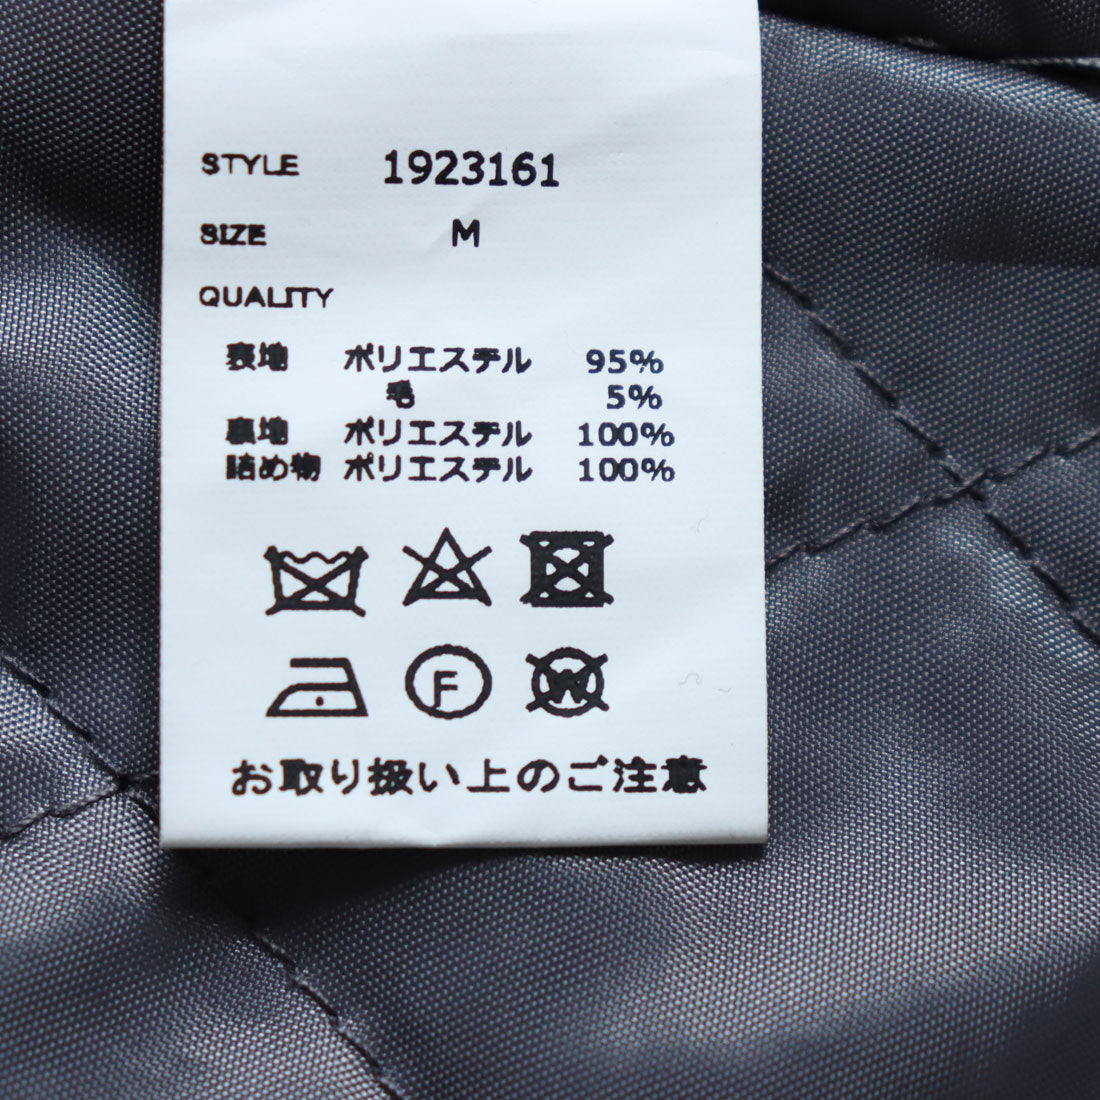 STYLE 1923161
SIZE M
QUALITY
表地 ポリエステル 95%
毛 5%
裏地 ポリエステル 100%
詰め物 ポリエステル 100%
F W
お取り扱い上のご注意